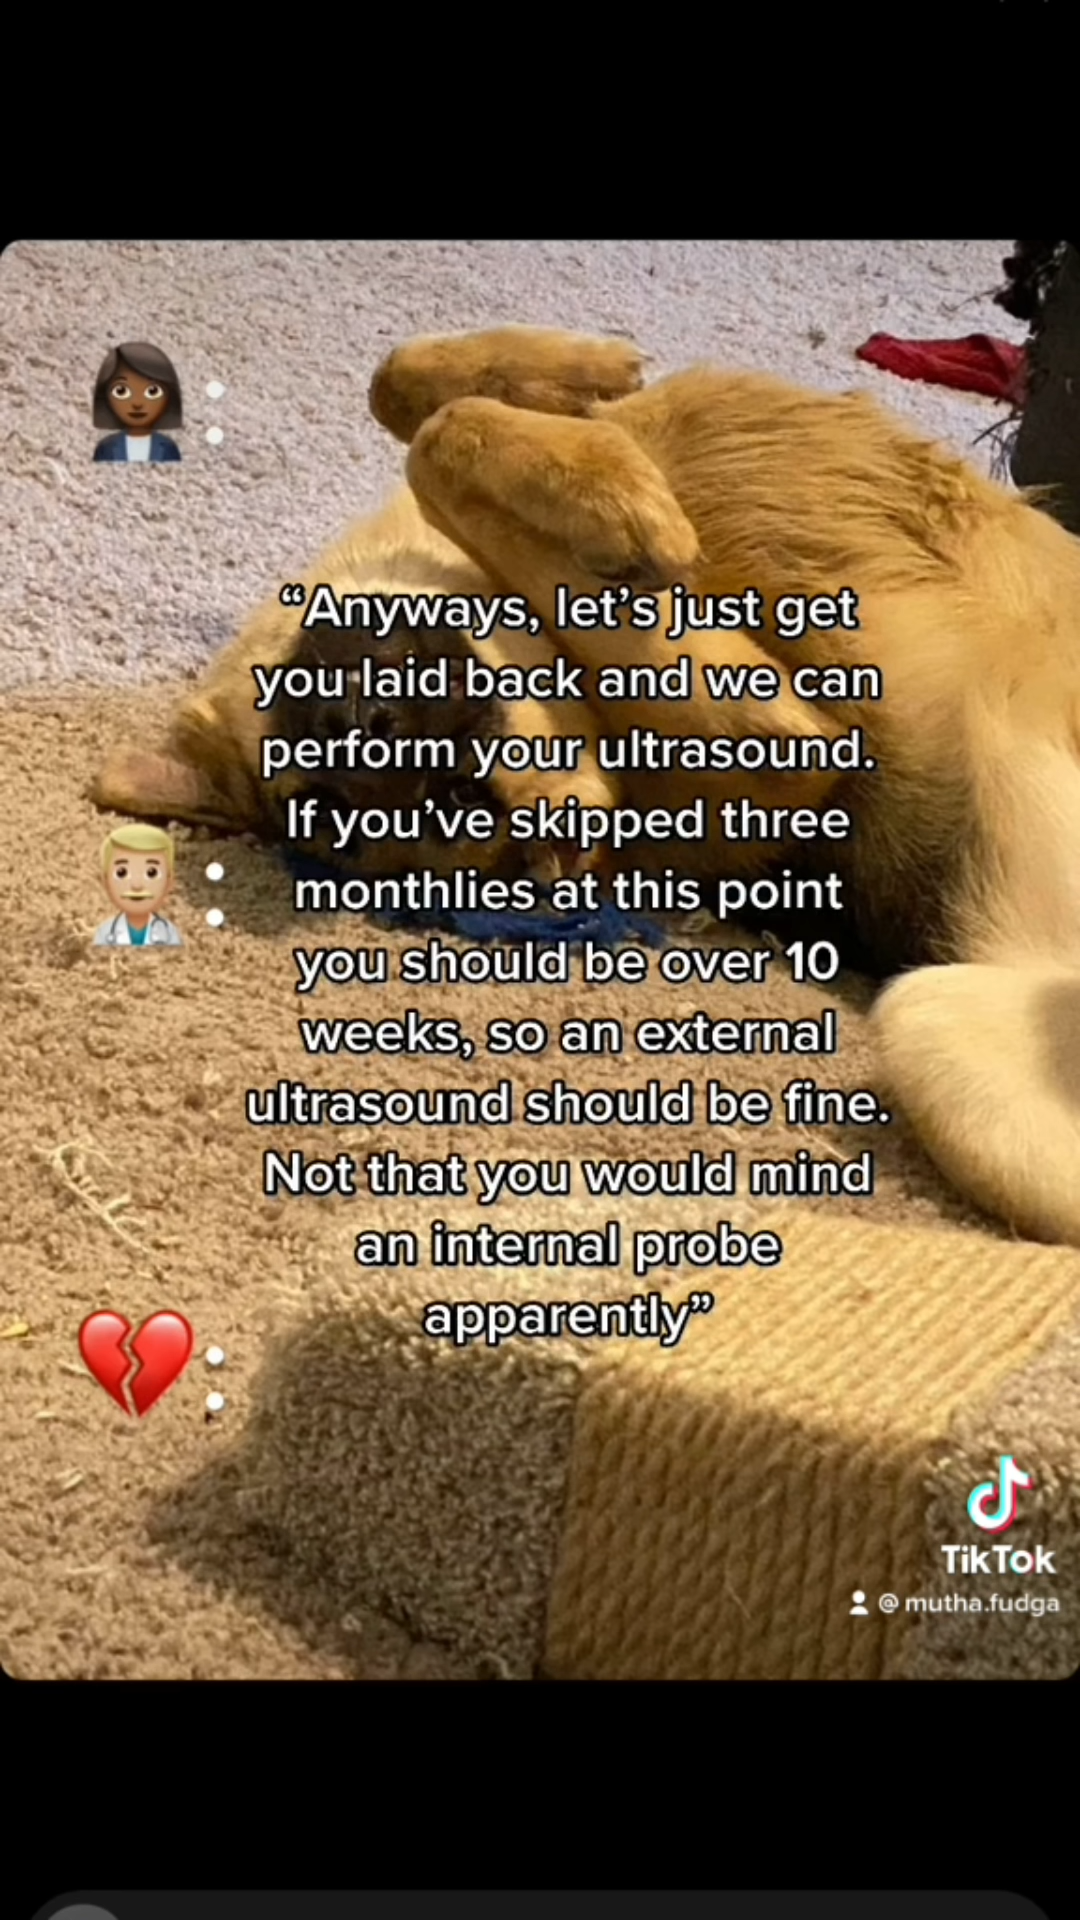 “Anyways, let’s just get
you laid back and we can
perform your ultrasound.
If you’ve skipped three
monthlies at this point
you should be over 10
weeks, so an external
ultrasound should be fine.
Not that you would mind
an internal probe
apparently”
:
:
:
TikTok
@ mutha.fudga